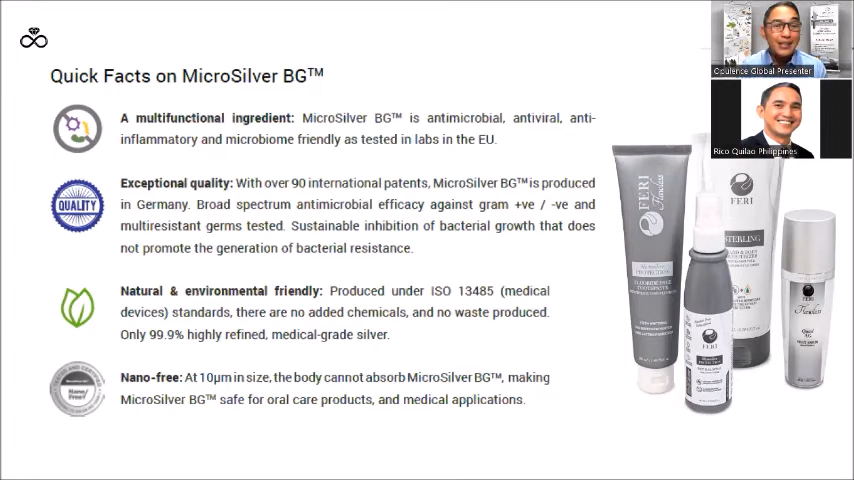 Quick Facts on MicroSilver BG™
A multifunctional ingredient: MicroSilver BG™ is antimicrobial, antiviral, anti-
inflammatory and microbiome friendly as tested in labs in the EU.
QUALITY
Exceptional quality: With over 90 international patents, MicroSilver BG™ is produced
in Germany. Broad spectrum antimicrobial efficacy against gram +ve / -ve and
multiresistant germs tested. Sustainable inhibition of bacterial growth that does
not promote the generation of bacterial resistance.
Natural & environmental friendly: Produced under ISO 13485 (medical
devices) standards, there are no added chemicals, and no waste produced.
Only 99.9% highly refined, medical-grade silver.
Nano-free: At 10µm in size, the body cannot absorb MicroSilver BG™, making
MicroSilver BG™ safe for oral care products, and medical applications.
Opulence Global Presenter
Rico Quilao Philippines
FERI
Flawless
FLUORIDE FREE
TOOTHPASTE
FERI
STERLING
FERI
FERI
Flawless